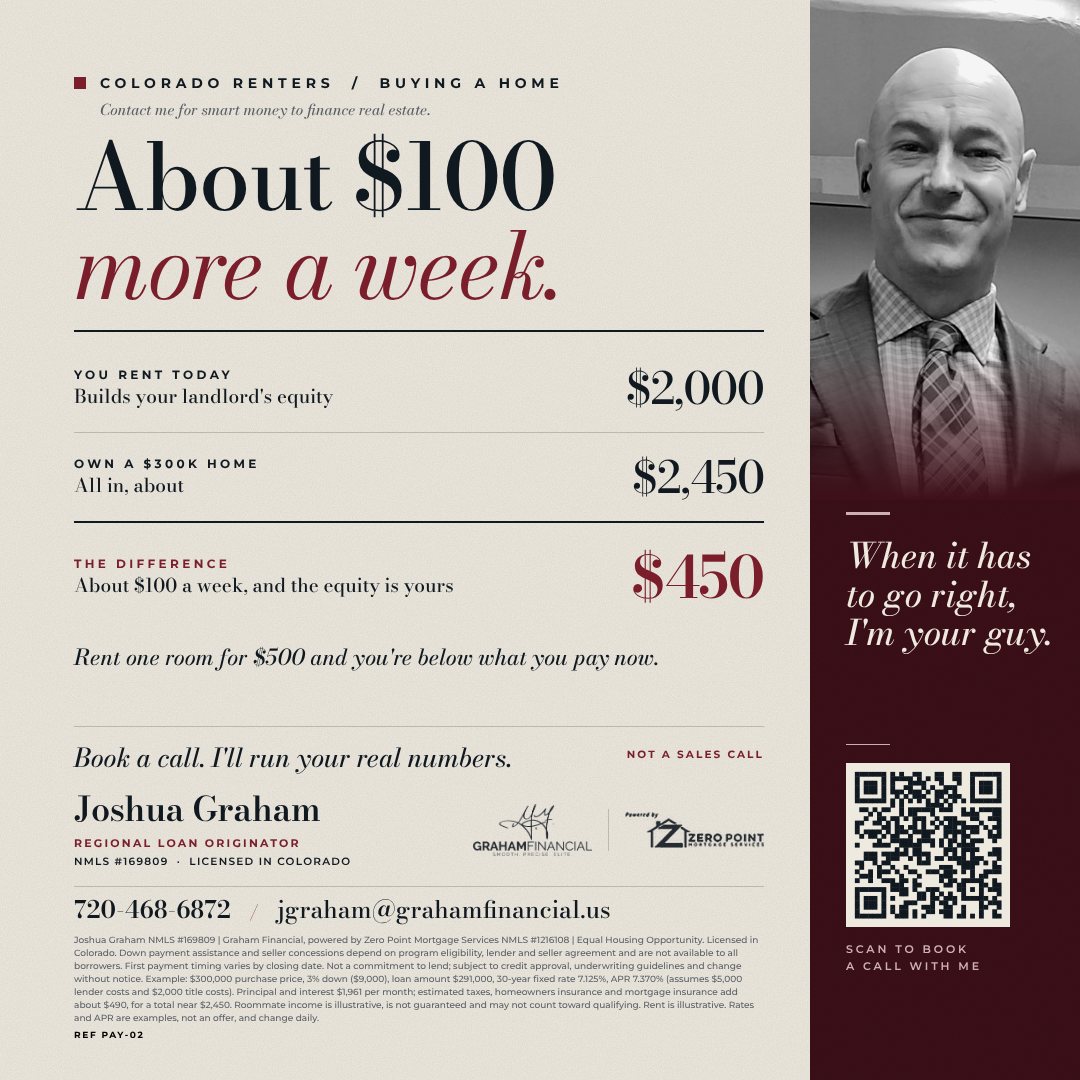 COLORADO RENTERS / BUYING A HOME
Contact me for smart money to finance real estate.
About $100
more a week.
YOU RENT TODAY
Builds your landlord's equity
$2,000
OWN A $300K HOME
All in, about
$2,450
THE DIFFERENCE
About $100 a week, and the equity is yours
$450
Rent one room for $500 and you're below what you pay now.
Book a call. I'll run your real numbers.
NOT A SALES CALL
Joshua Graham
REGIONAL LOAN ORIGINATOR
NMLS #169809 · LICENSED IN COLORADO
GRAHAMFINANCIAL
SMOOTH. PRECISE. ELITE.
Powered by
ZERO POINT
MORTGAGE SERVICES
720-468-6872 / jgraham@grahamfinancial.us
Joshua Graham NMLS #169809 | Graham Financial, powered by Zero Point Mortgage Services NMLS #1216108 | Equal Housing Opportunity. Licensed in
Colorado. Down payment assistance and seller concessions depend on program eligibility, lender and seller agreement and are not available to all
borrowers. First payment timing varies by closing date. Not a commitment to lend; subject to credit approval, underwriting guidelines and change
without notice. Example: $300,000 purchase price, 3% down ($9,000), loan amount $291,000, 30-year fixed rate 7.125%, APR 7.370% (assumes $5,000
lender costs and $2,000 title costs). Principal and interest $1,961 per month; estimated taxes, homeowners insurance and mortgage insurance add
about $490, for a total near $2,450. Roommate income is illustrative, is not guaranteed and may not count toward qualifying. Rent is illustrative. Rates
and APR are examples, not an offer, and change daily.
REF PAY-02
When it has
to go right,
I'm your guy.
SCAN TO BOOK
A CALL WITH ME